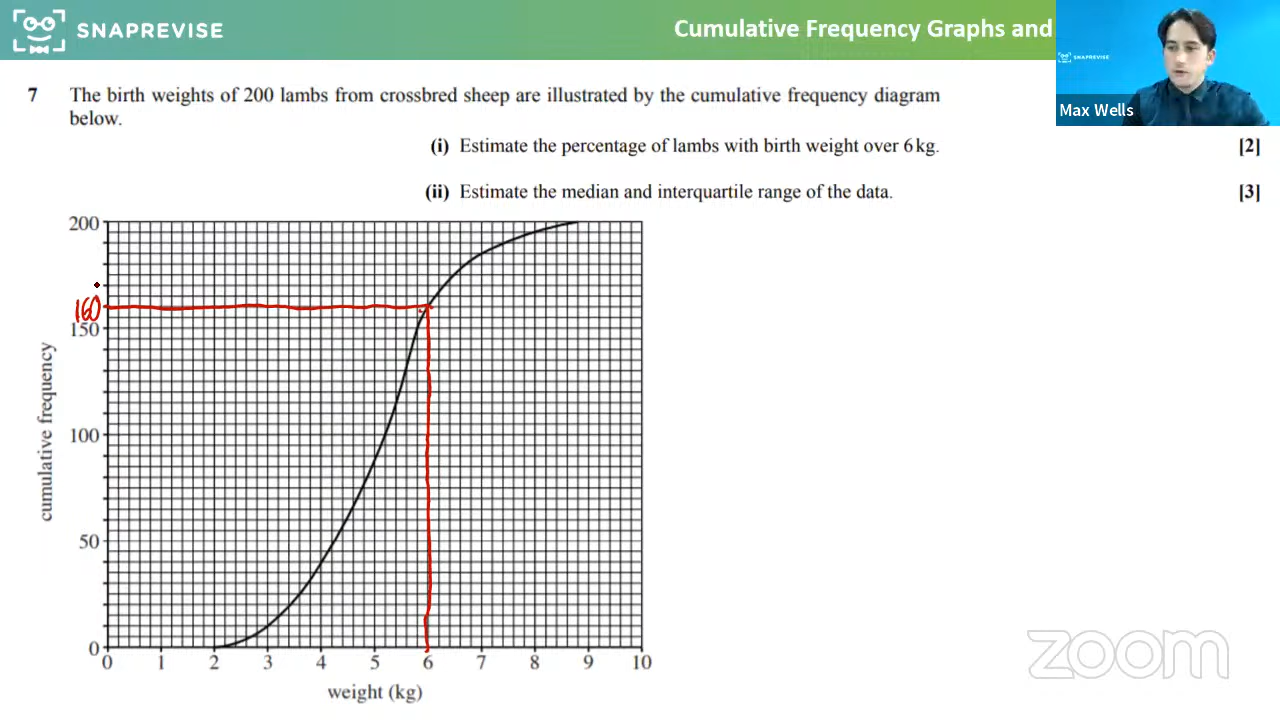 SNAPREVISE
Cumulative Frequency Graphs and
SNAPREVISE
Max Wells
7 The birth weights of 200 lambs from crossbred sheep are illustrated by the cumulative frequency diagram
below.
(i) Estimate the percentage of lambs with birth weight over 6 kg. [2]
(ii) Estimate the median and interquartile range of the data. [3]
200
160
150
100
50
0
cumulative frequency
0 1 2 3 4 5 6 7 8 9 10
weight (kg)
zoom